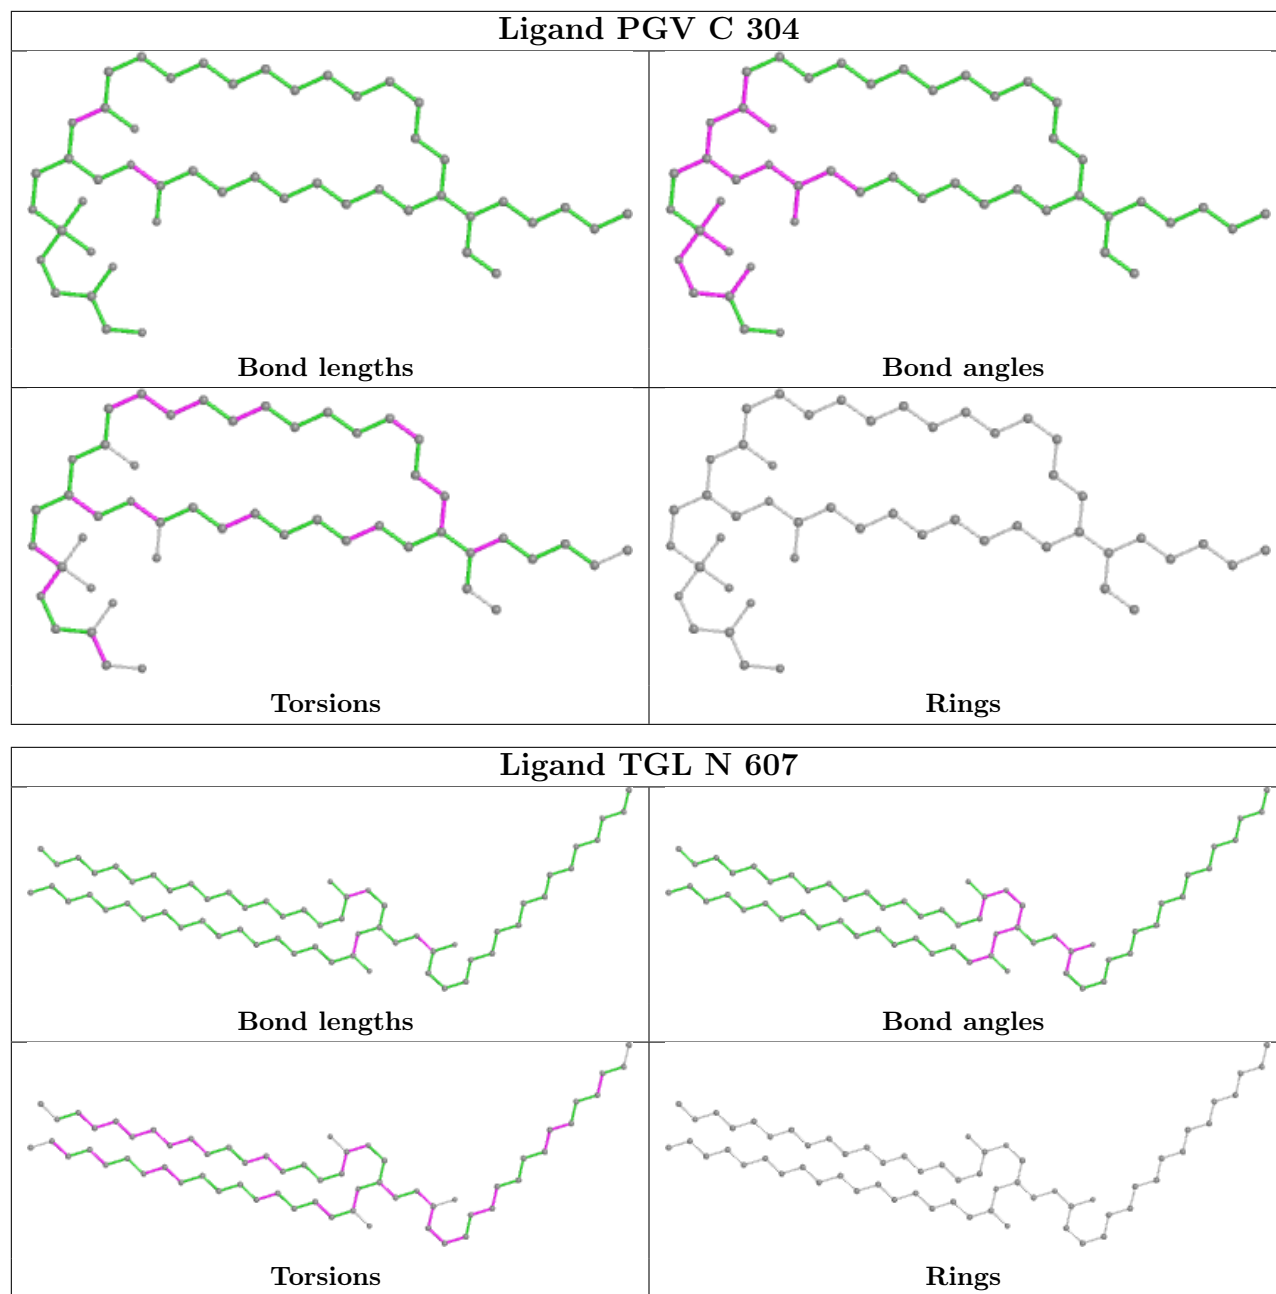 Ligand PGV C 304
Bond lengths
Bond angles
Torsions
Rings
Ligand TGL N 607
Bond lengths
Bond angles
Torsions
Rings